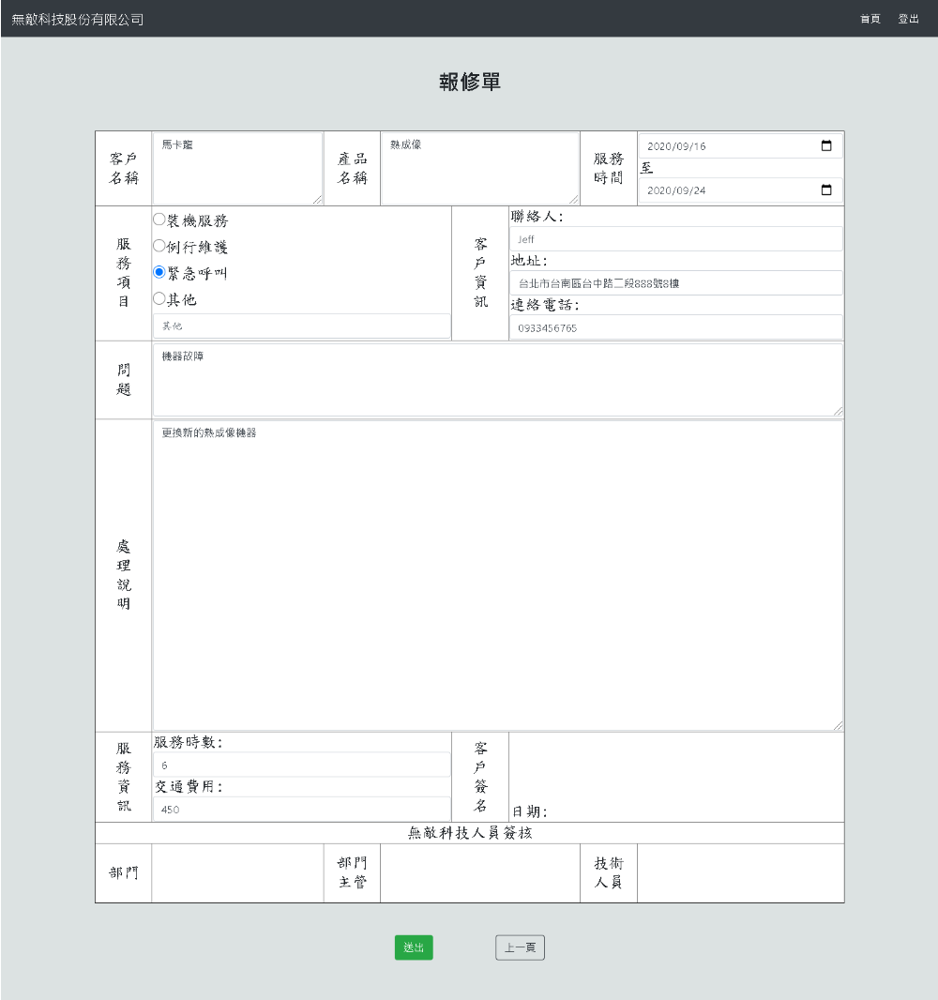 無敵科技股份有限公司 首頁 登出
報修單
客戶名稱 馬卡龍 產品名稱 熱成像 服務時間 2020/09/16
至
2020/09/24
服務項目
裝機服務
例行維護
緊急呼叫
其他
其他
客戶資訊
聯絡人:
Jeff
地址:
台北市台南區台中路二段888號8樓
連絡電話:
0933456765
問題
機器故障
處理說明
更換新的熱成像機器
服務資訊
服務時數:
6
交通費用:
450
客戶簽名
日期:
無敵科技人員簽核
部門 部門主管 技術人員
送出 上一頁